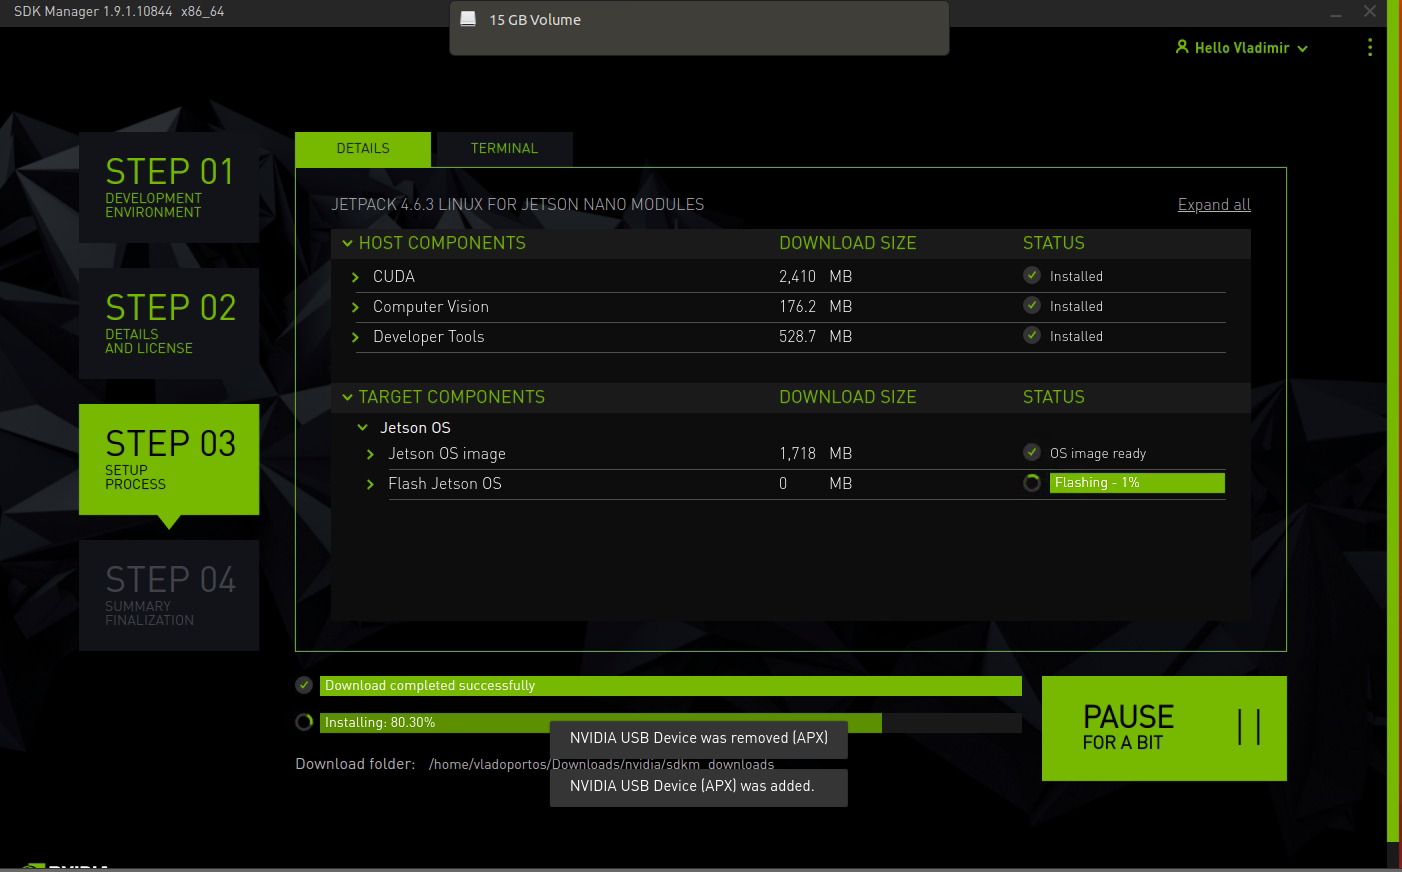 SDK Manager 1.9.1.10844 x86_64
15 GB Volume
Hello Vladimir
STEP 01
DEVELOPMENT
ENVIRONMENT
STEP 02
DETAILS
AND LICENSE
STEP 03
SETUP
PROCESS
STEP 04
SUMMARY
FINALIZATION
DETAILS TERMINAL
JETPACK 4.6.3 LINUX FOR JETSON NANO MODULES Expand all
HOST COMPONENTS DOWNLOAD SIZE STATUS
CUDA 2,410 MB Installed
Computer Vision 176.2 MB Installed
Developer Tools 528.7 MB Installed
TARGET COMPONENTS DOWNLOAD SIZE STATUS
Jetson OS
Jetson OS image 1,718 MB OS image ready
Flash Jetson OS 0 MB Flashing - 1%
Download completed successfully
Installing: 80.30%
PAUSE
FOR A BIT
NVIDIA USB Device was removed (APX)
Download folder: /home/vladoportos/Downloads/nvidia/sdkm_downloads
NVIDIA USB Device (APX) was added.
NVIDIA